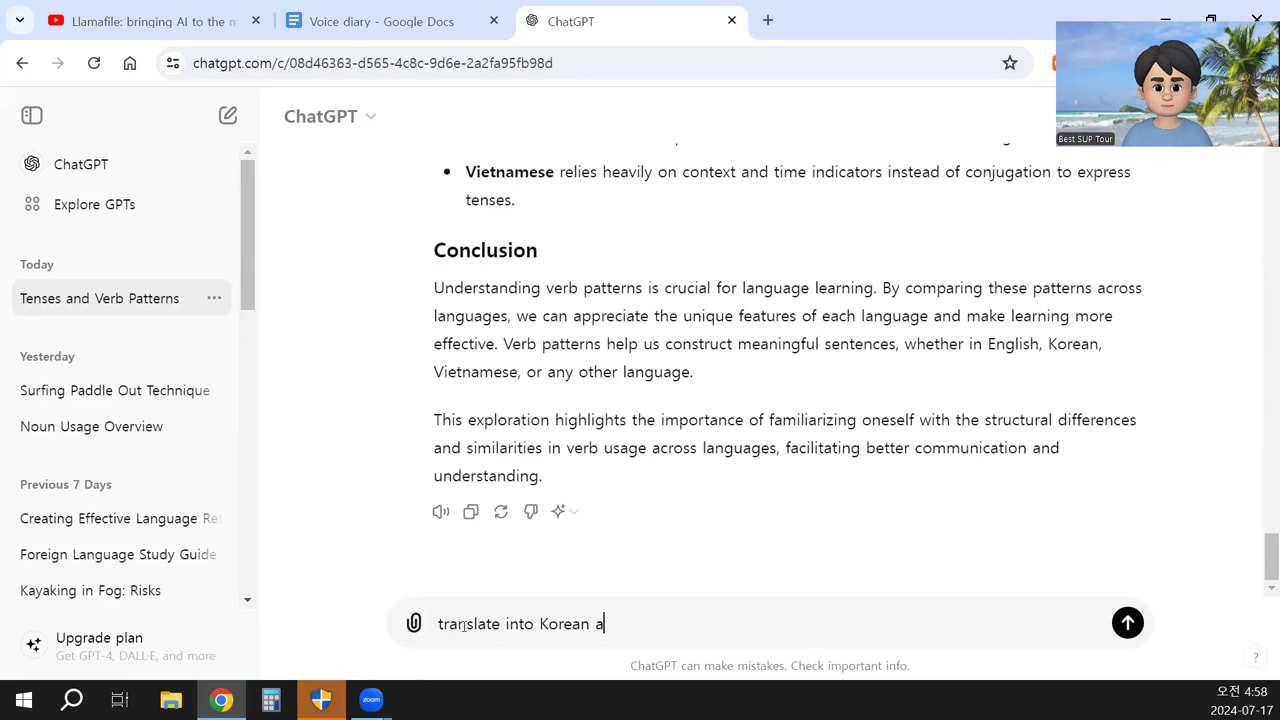 Llamafile: bringing AI to the m
Voice diary - Google Docs
ChatGPT
chatgpt.com/c/08d46363-d565-4c8c-9d6e-2a2fa95fb98d
Best SUP Tour
ChatGPT
ChatGPT
Explore GPTs
Today
Tenses and Verb Patterns
Yesterday
Surfing Paddle Out Technique
Noun Usage Overview
Previous 7 Days
Creating Effective Language Ref
Foreign Language Study Guide
Kayaking in Fog: Risks
Upgrade plan
Get GPT-4, DALL·E, and more
• Vietnamese relies heavily on context and time indicators instead of conjugation to express
tenses.
Conclusion
Understanding verb patterns is crucial for language learning. By comparing these patterns across
languages, we can appreciate the unique features of each language and make learning more
effective. Verb patterns help us construct meaningful sentences, whether in English, Korean,
Vietnamese, or any other language.
This exploration highlights the importance of familiarizing oneself with the structural differences
and similarities in verb usage across languages, facilitating better communication and
understanding.
translate into Korean a
ChatGPT can make mistakes. Check important info.
?
zoom
오전 4:58
2024-07-17